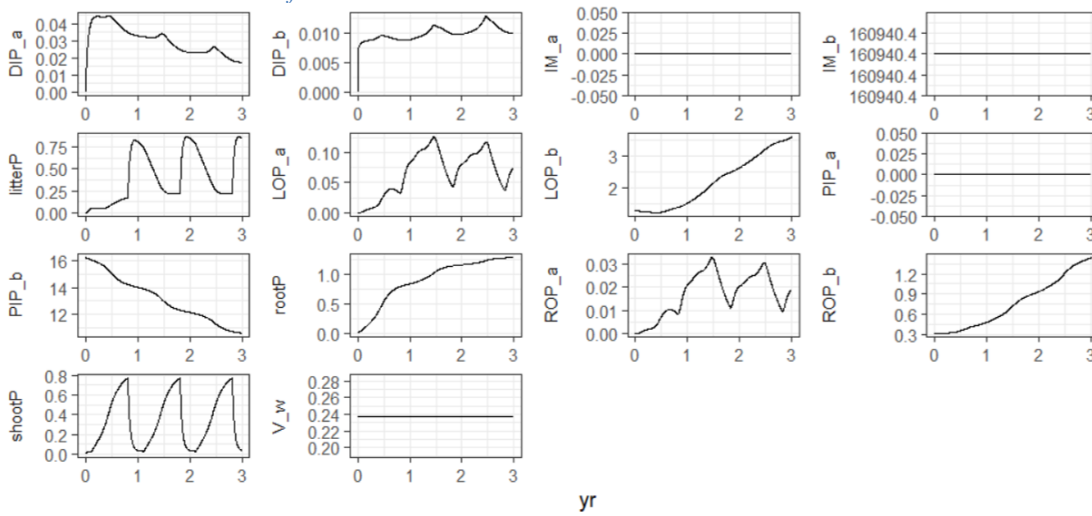 DIP_a
0.04
0.03
0.02
0.01
0.00
0 1 2 3
DIP_b
0.010
0.005
0.000
0 1 2 3
IM_a
0.050
0.025
0.000
-0.025
-0.050
0 1 2 3
IM_b
160940.4
160940.4
160940.4
160940.4
0 1 2 3
litterP
0.75
0.50
0.25
0.00
0 1 2 3
LOP_a
0.10
0.05
0.00
0 1 2 3
LOP_b
3
2
0 1 2 3
PIP_a
0.050
0.025
0.000
-0.025
-0.050
0 1 2 3
PIP_b
16
14
12
0 1 2 3
rootP
1.0
0.5
0.0
0 1 2 3
ROP_a
0.03
0.02
0.01
0.00
0 1 2 3
ROP_b
1.2
0.9
0.6
0.3
0 1 2 3
shootP
0.8
0.6
0.4
0.2
0.0
0 1 2 3
V_w
0.28
0.26
0.24
0.22
0.20
0 1 2 3
yr